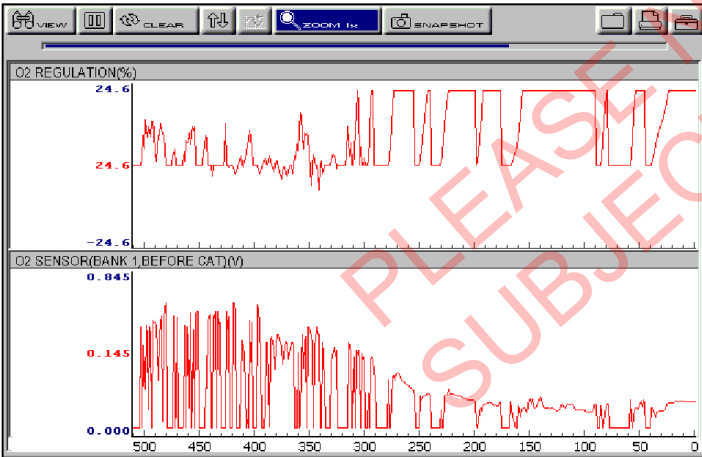 VIEW CLEAR ZOOM 1x SNAPSHOT
O2 REGULATION(%)
24.6
24.6
-24.6
O2 SENSOR(BANK 1,BEFORE CAT)(V)
0.845
0.145
0.000
500 450 400 350 300 250 200 150 100 50 0
PLEASE
SUBJEC